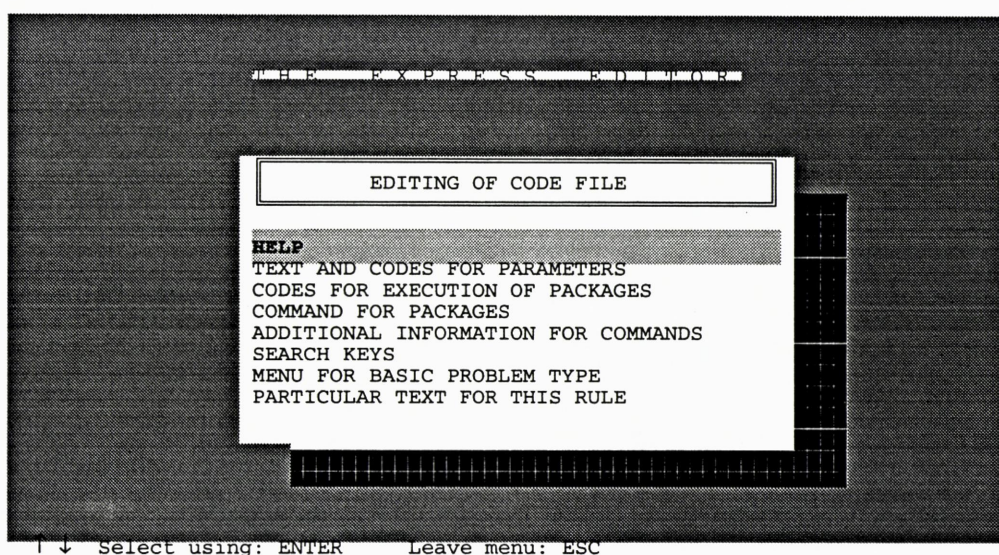 THE EXPRESS EDITOR
EDITING OF CODE FILE
HELP
TEXT AND CODES FOR PARAMETERS
CODES FOR EXECUTION OF PACKAGES
COMMAND FOR PACKAGES
ADDITIONAL INFORMATION FOR COMMANDS
SEARCH KEYS
MENU FOR BASIC PROBLEM TYPE
PARTICULAR TEXT FOR THIS RULE
↑ ↓ Select using: ENTER Leave menu: ESC